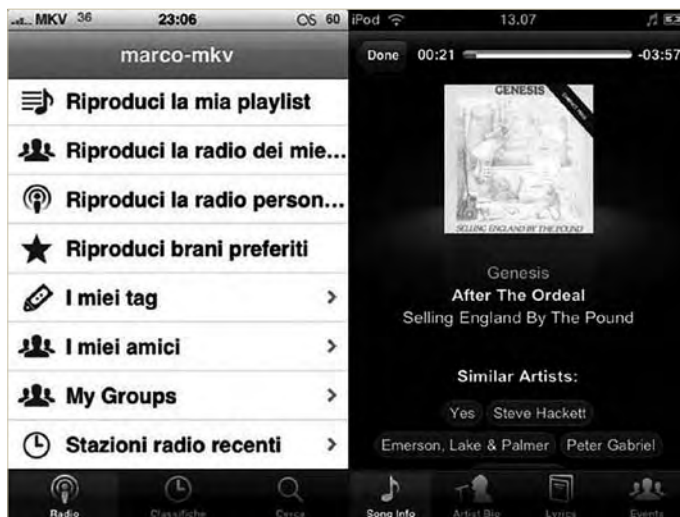 MKV 36 23:06 OS 60
marco-mkv
Riproduci la mia playlist
Riproduci la radio dei mie...
Riproduci la radio person...
Riproduci brani preferiti
I miei tag
I miei amici
My Groups
Stazioni radio recenti
Radio Classifiche Cerca
iPod 13.07
Done 00:21 -03:57
GENESIS
SELLING ENGLAND BY THE POUND
Genesis
After The Ordeal
Selling England By The Pound
Similar Artists:
Yes Steve Hackett
Emerson, Lake & Palmer Peter Gabriel
Song Info Artist Bio Lyrics Events